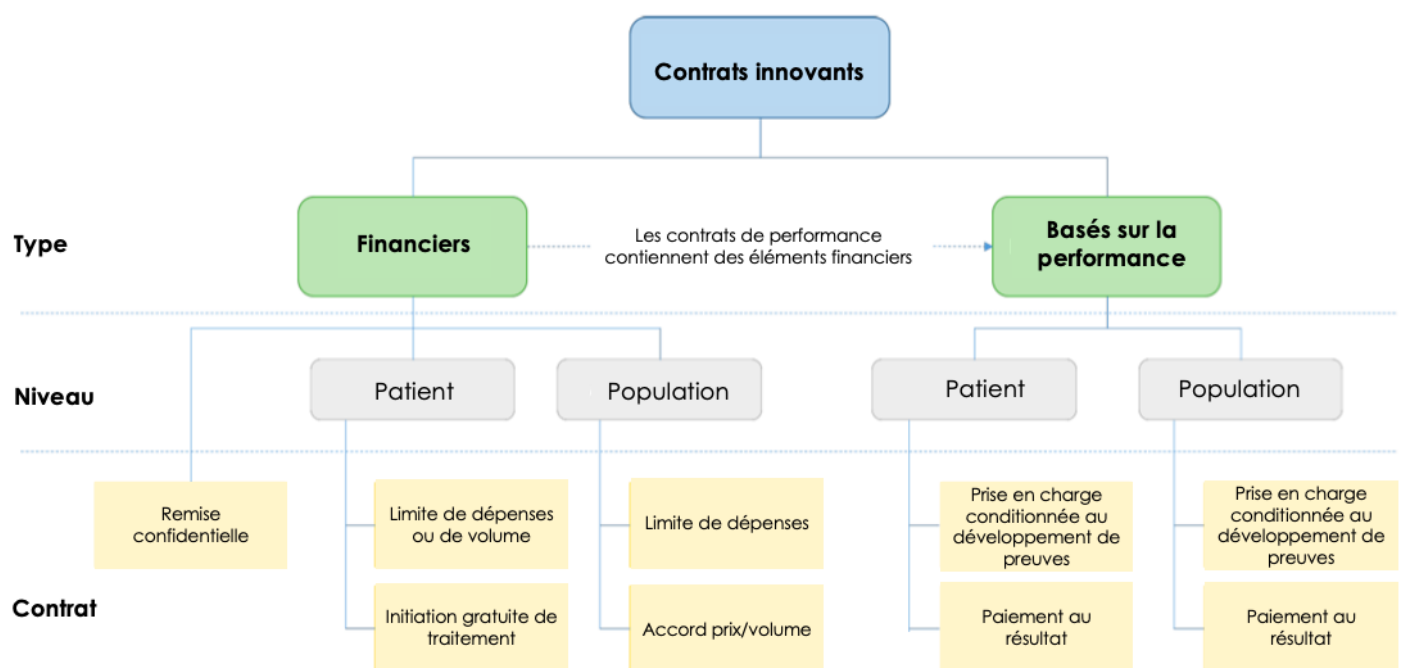 Contrats innovants
Type
Financiers
Les contrats de performance
contiennent des éléments financiers
Basés sur la
performance
Niveau
Patient
Population
Patient
Population
Contrat
Remise
confidentielle
Limite de dépenses
ou de volume
Limite de dépenses
Prise en charge
conditionnée au
développement de
preuves
Prise en charge
conditionnée au
développement de
preuves
Initiation gratuite de
traitement
Accord prix/volume
Paiement au
résultat
Paiement au
résultat